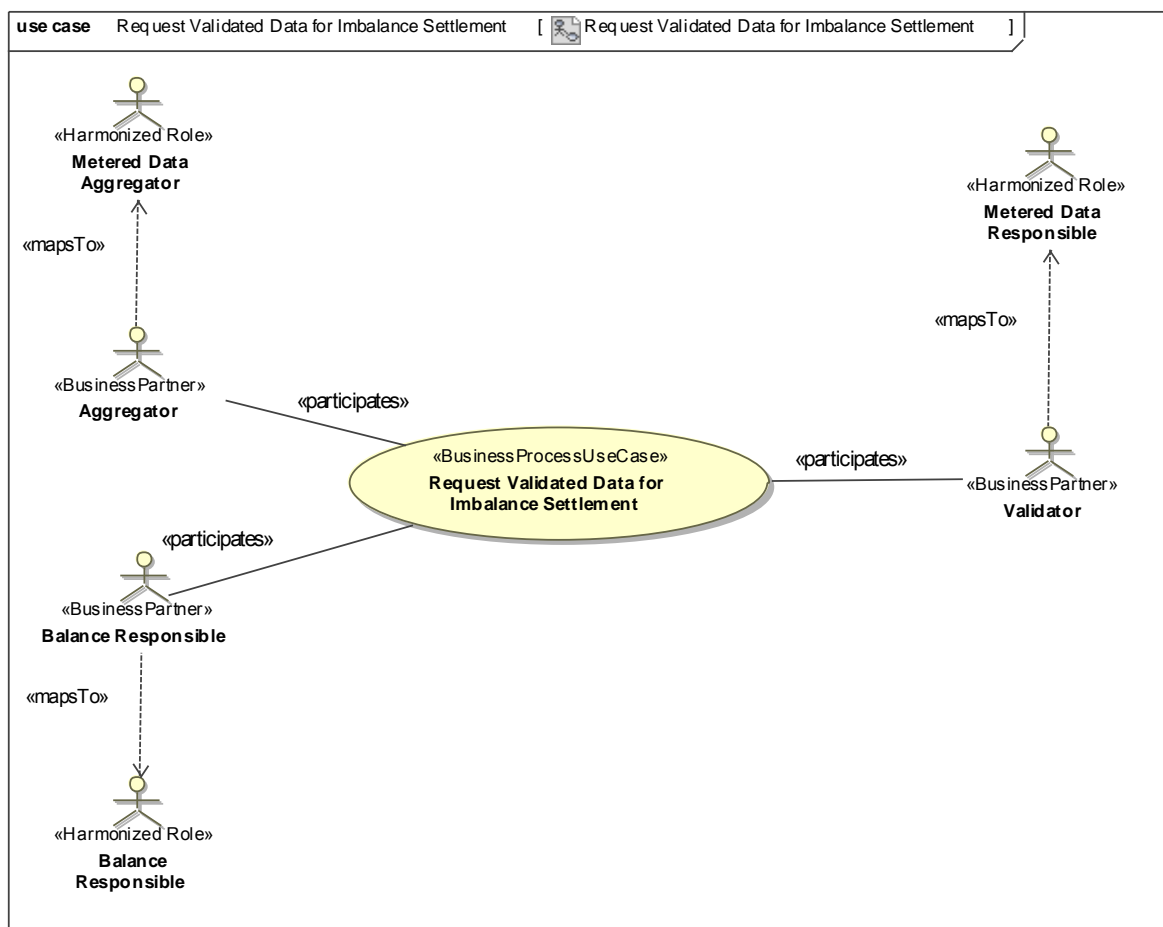 use case Request Validated Data for Imbalance Settlement [ Request Validated Data for Imbalance Settlement ]
«Harmonized Role»
Metered Data
Aggregator
«mapsTo»
«BusinessPartner»
Aggregator
«participates»
«Harmonized Role»
Metered Data
Responsible
«mapsTo»
«BusinessPartner»
Validator
«participates»
«BusinessProcessUseCase»
Request Validated Data for
Imbalance Settlement
«participates»
«BusinessPartner»
Balance Responsible
«mapsTo»
«Harmonized Role»
Balance
Responsible